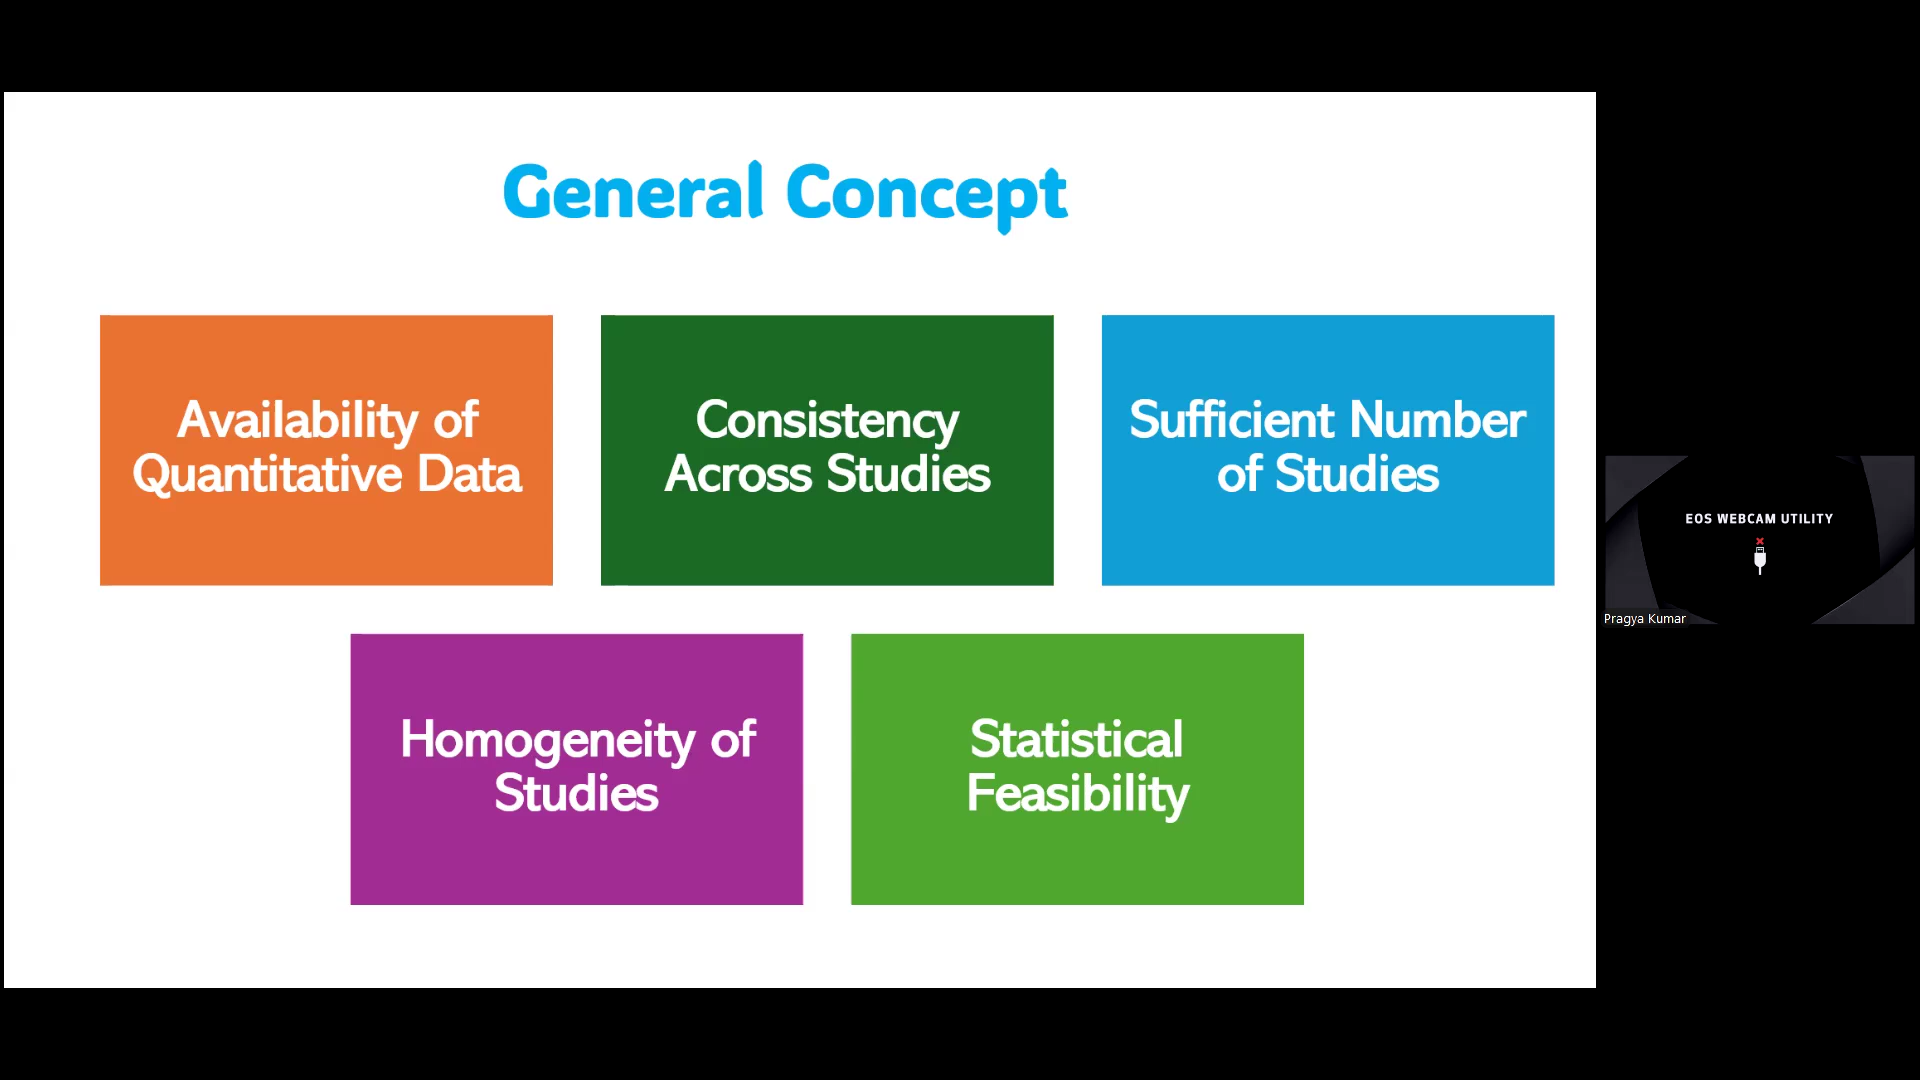 General Concept
Availability of
Quantitative Data
Consistency
Across Studies
Sufficient Number
of Studies
Homogeneity of
Studies
Statistical
Feasibility
EOS WEBCAM UTILITY
Pragya Kumar